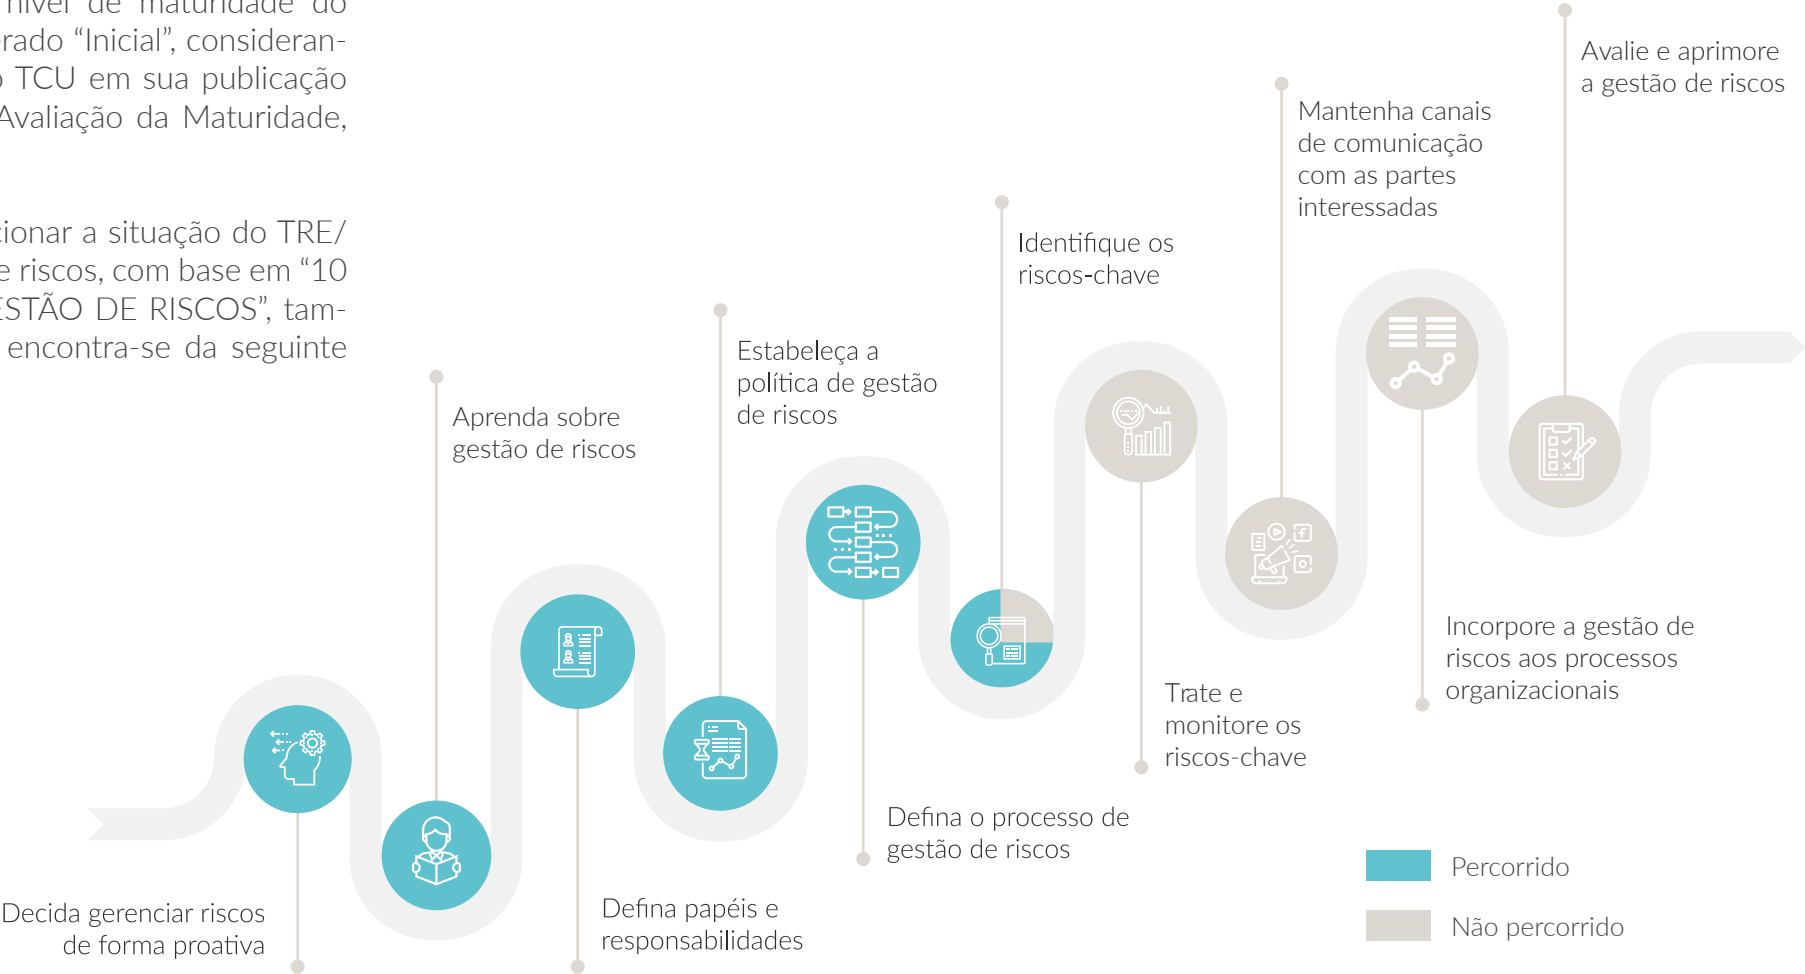 nível de maturidade do
erado “Inicial”, consideran-
o TCU em sua publicação
Avaliação da Maturidade,
cionar a situação do TRE/
e riscos, com base em “10
ESTÃO DE RISCOS”, tam-
encontra-se da seguinte
Decida gerenciar riscos
de forma proativa
Aprenda sobre
gestão de riscos
Defina papéis e
responsabilidades
Estabeleça a
política de gestão
de riscos
Defina o processo de
gestão de riscos
Identifique os
riscos-chave
Trate e
monitore os
riscos-chave
Mantenha canais
de comunicação
com as partes
interessadas
Incorpore a gestão de
riscos aos processos
organizacionais
Avalie e aprimore
a gestão de riscos
Percorrido
Não percorrido